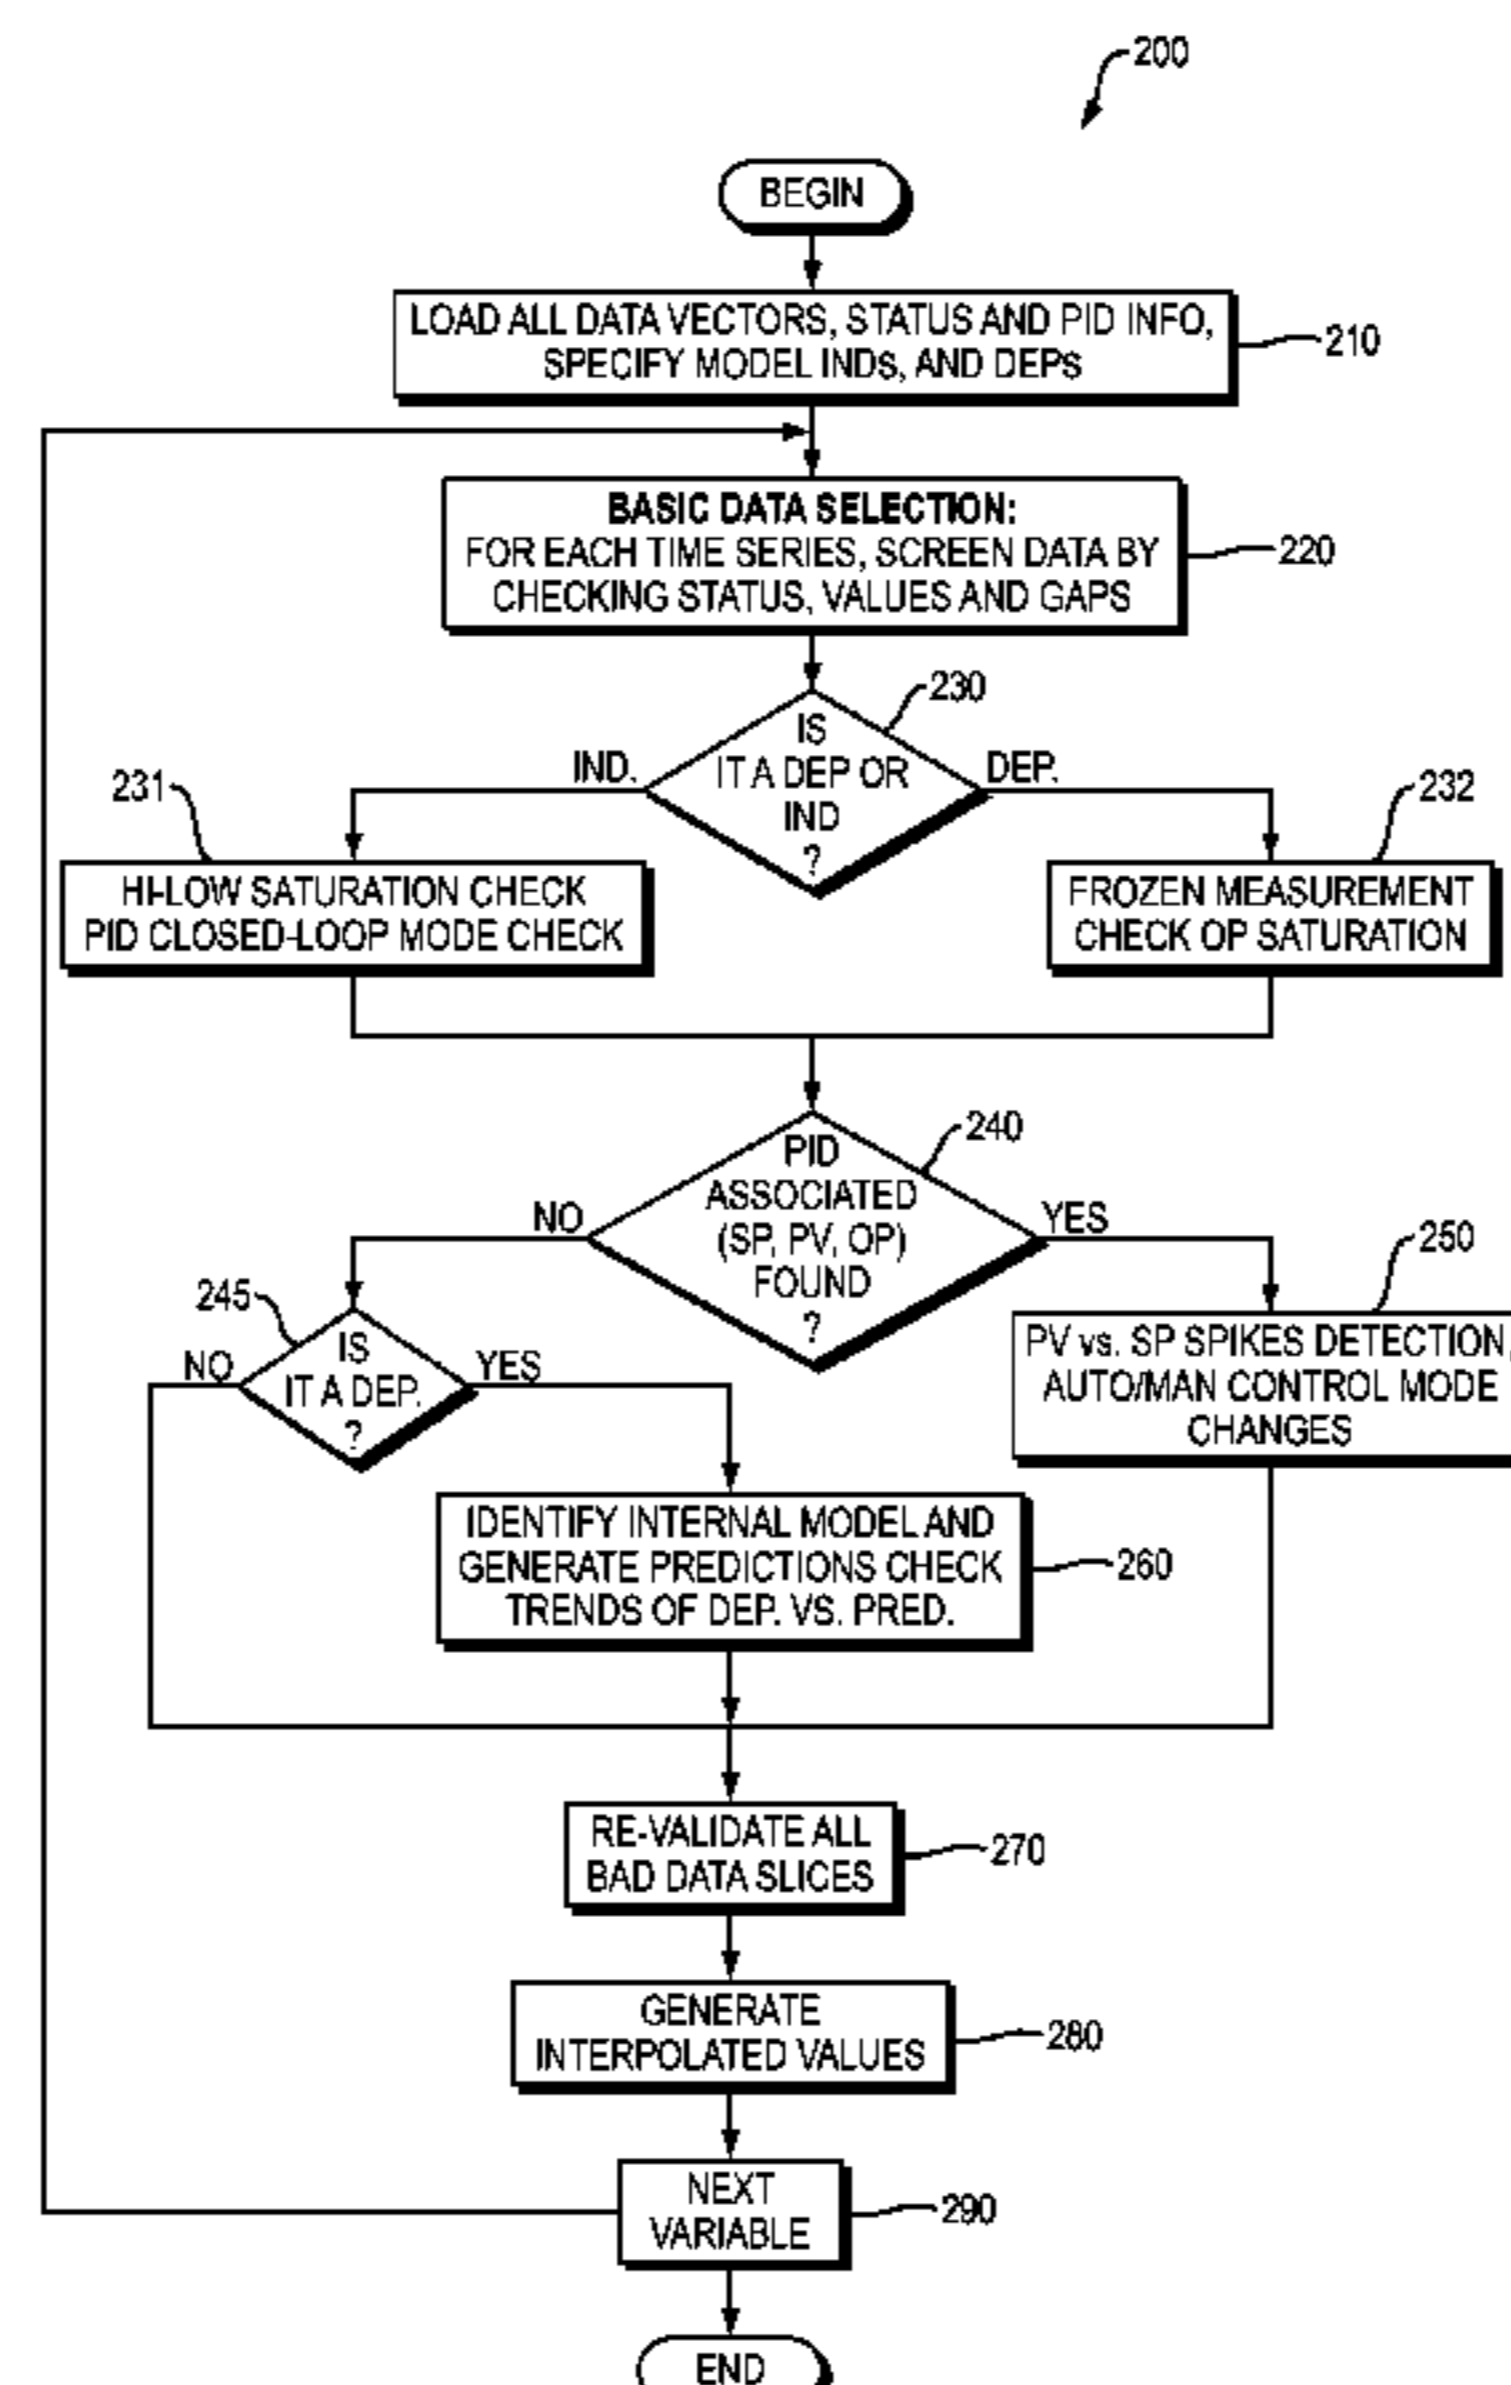 200
BEGIN
LOAD ALL DATA VECTORS, STATUS AND PID INFO,
SPECIFY MODEL INDs, AND DEPs
210
BASIC DATA SELECTION:
FOR EACH TIME SERIES, SCREEN DATA BY
CHECKING STATUS, VALUES AND GAPS
220
230
IS
IT A DEP OR
IND
?
IND.
DEP.
231
HI-LOW SATURATION CHECK
PID CLOSED-LOOP MODE CHECK
232
FROZEN MEASUREMENT
CHECK OP SATURATION
240
PID
ASSOCIATED
(SP, PV, OP)
FOUND
?
NO
YES
245
IS
IT A DEP.
?
NO
YES
250
PV vs. SP SPIKES DETECTION,
AUTO/MAN CONTROL MODE
CHANGES
IDENTIFY INTERNAL MODEL AND
GENERATE PREDICTIONS CHECK
TRENDS OF DEP. VS. PRED.
260
RE-VALIDATE ALL
BAD DATA SLICES
270
GENERATE
INTERPOLATED VALUES
280
NEXT
VARIABLE
290
END